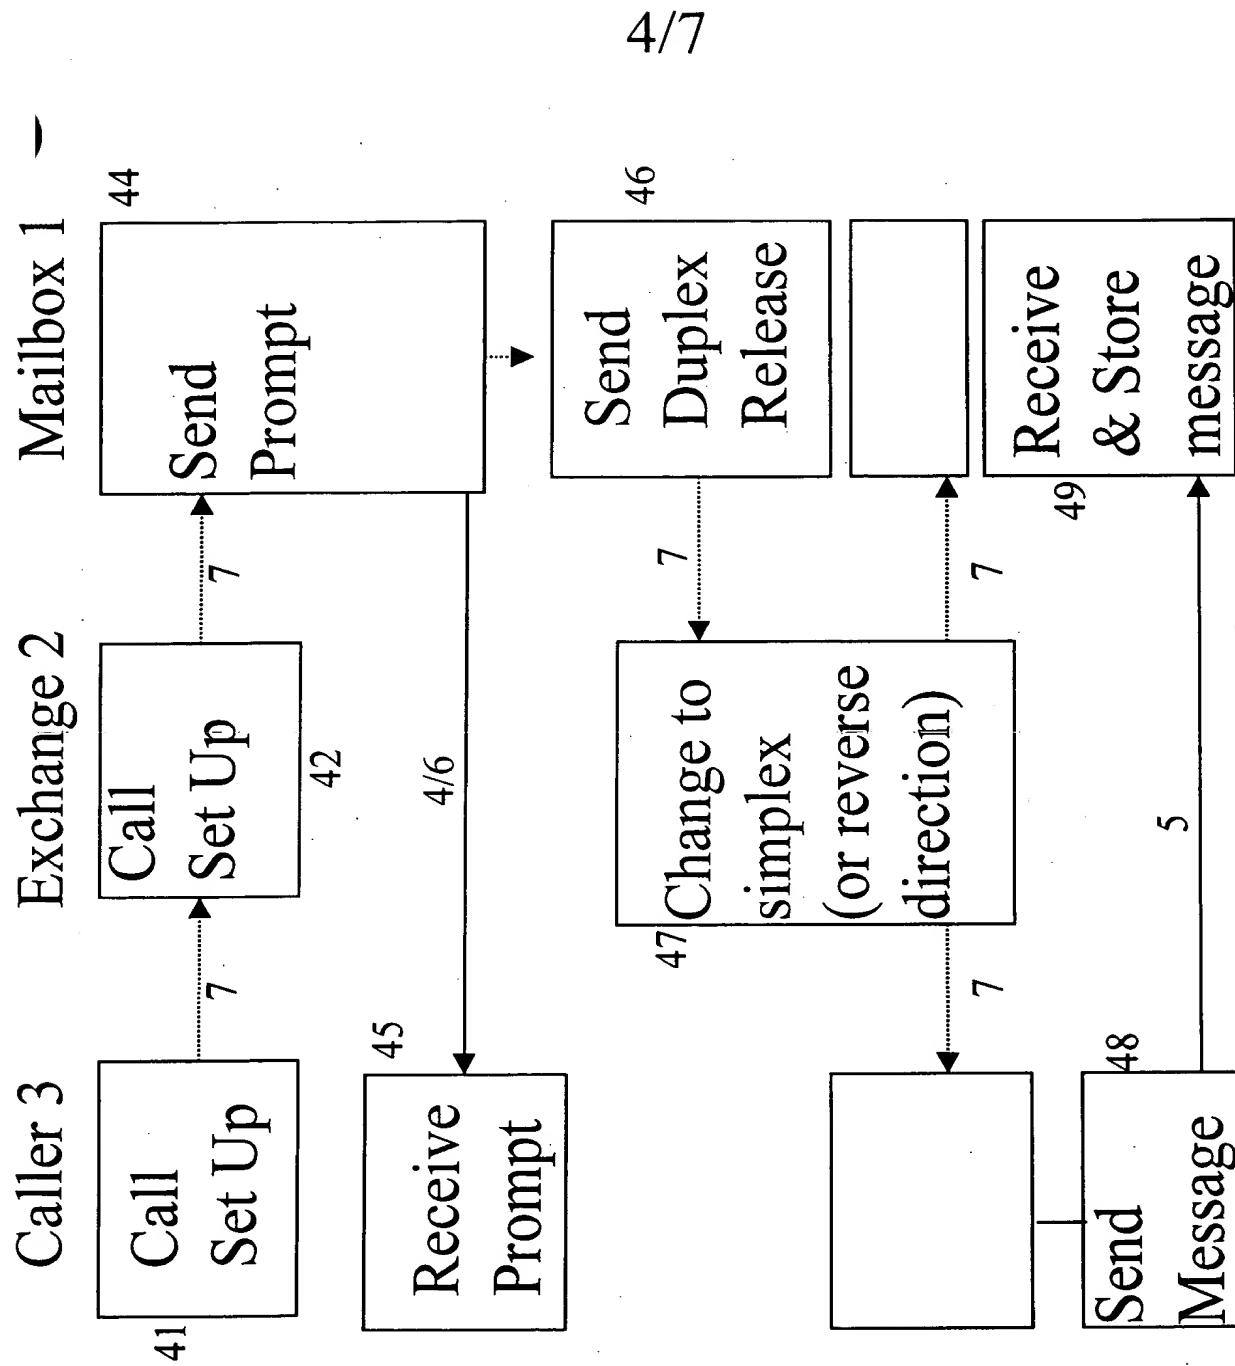 4/7
Caller 3
Exchange 2
Mailbox 1
41
Call
Set Up
7
Call
Set Up
42
7
Send
Prompt
44
4/6
45
Receive
Prompt
Send
Duplex
Release
46
7
47
Change to
simplex
(or reverse
direction)
7
7
48
Send
Message
5
49
Receive
& Store
message